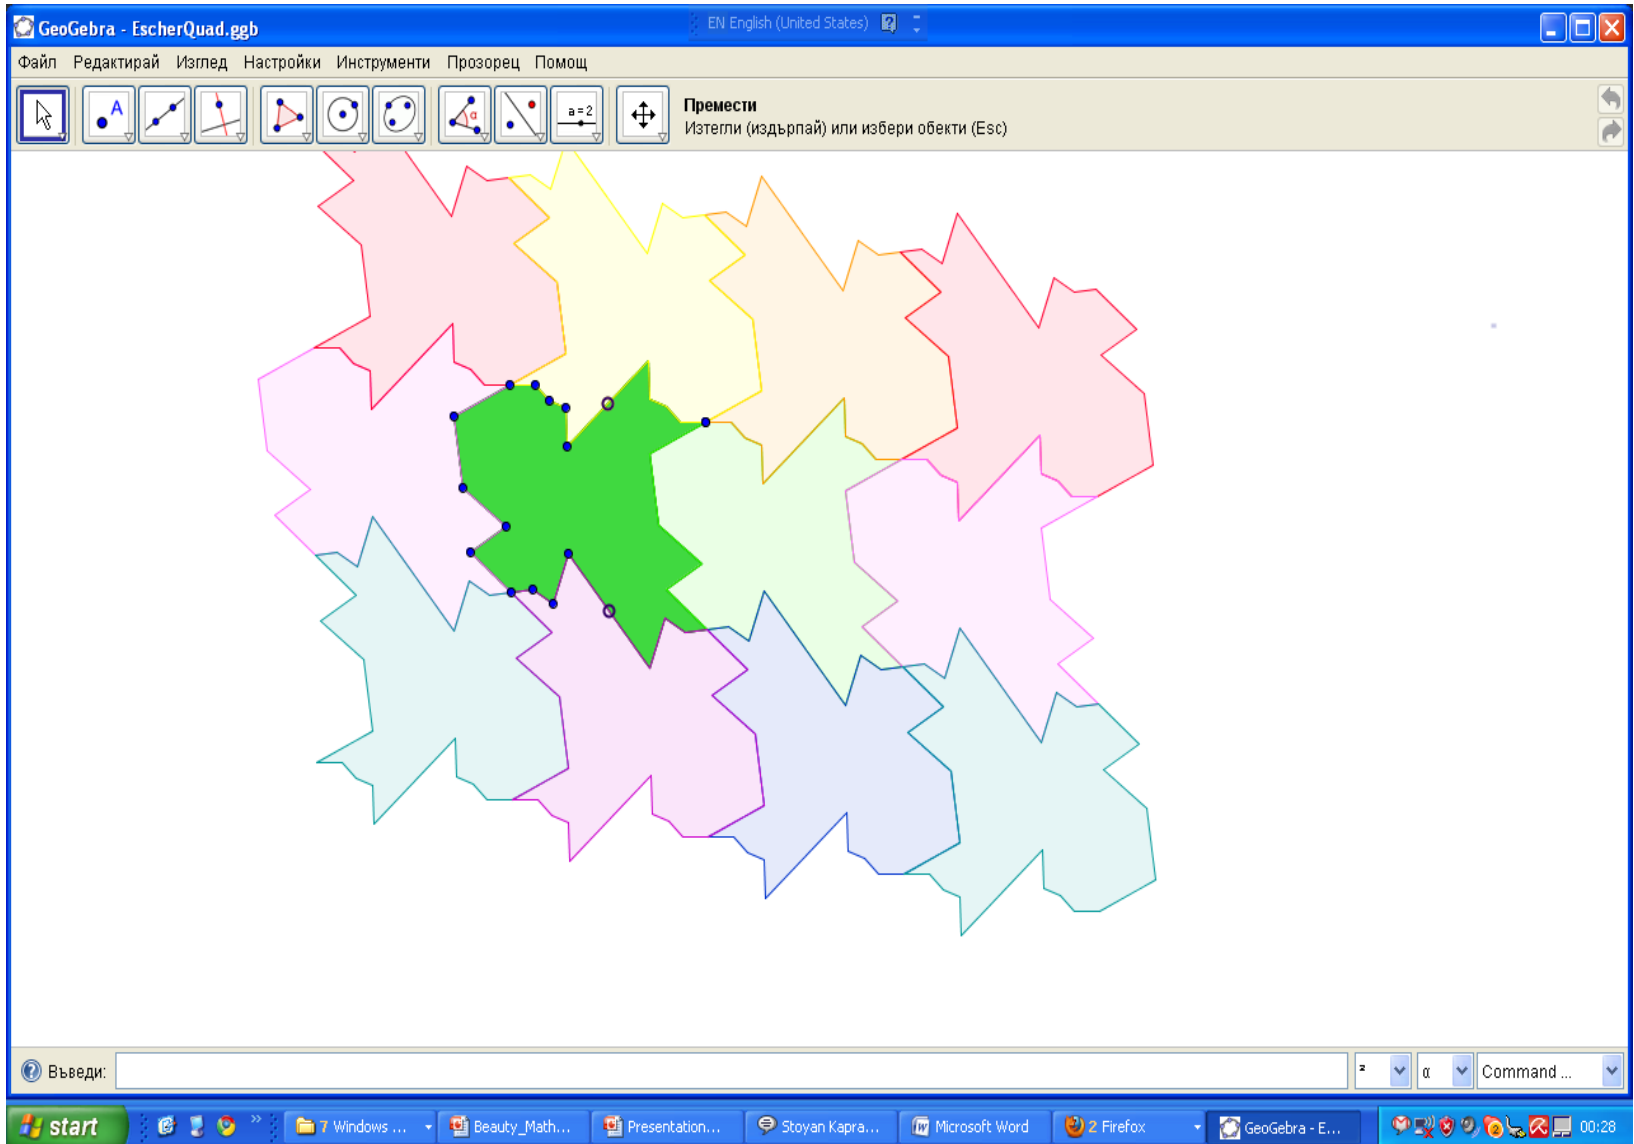 GeoGebra - EscherQuad.ggb
EN English (United States)
Файл Редактирай Изглед Настройки Инструменти Прозорец Помощ
A
α
a=2
Премести
Изтегли (издърпай) или избери обекти (Esc)
Въведи:
²
α
Command ...
start
»
7 Windows ...
Beauty_Math...
Presentation...
Stoyan Kapra...
Microsoft Word
2 Firefox
GeoGebra - E...
00:28